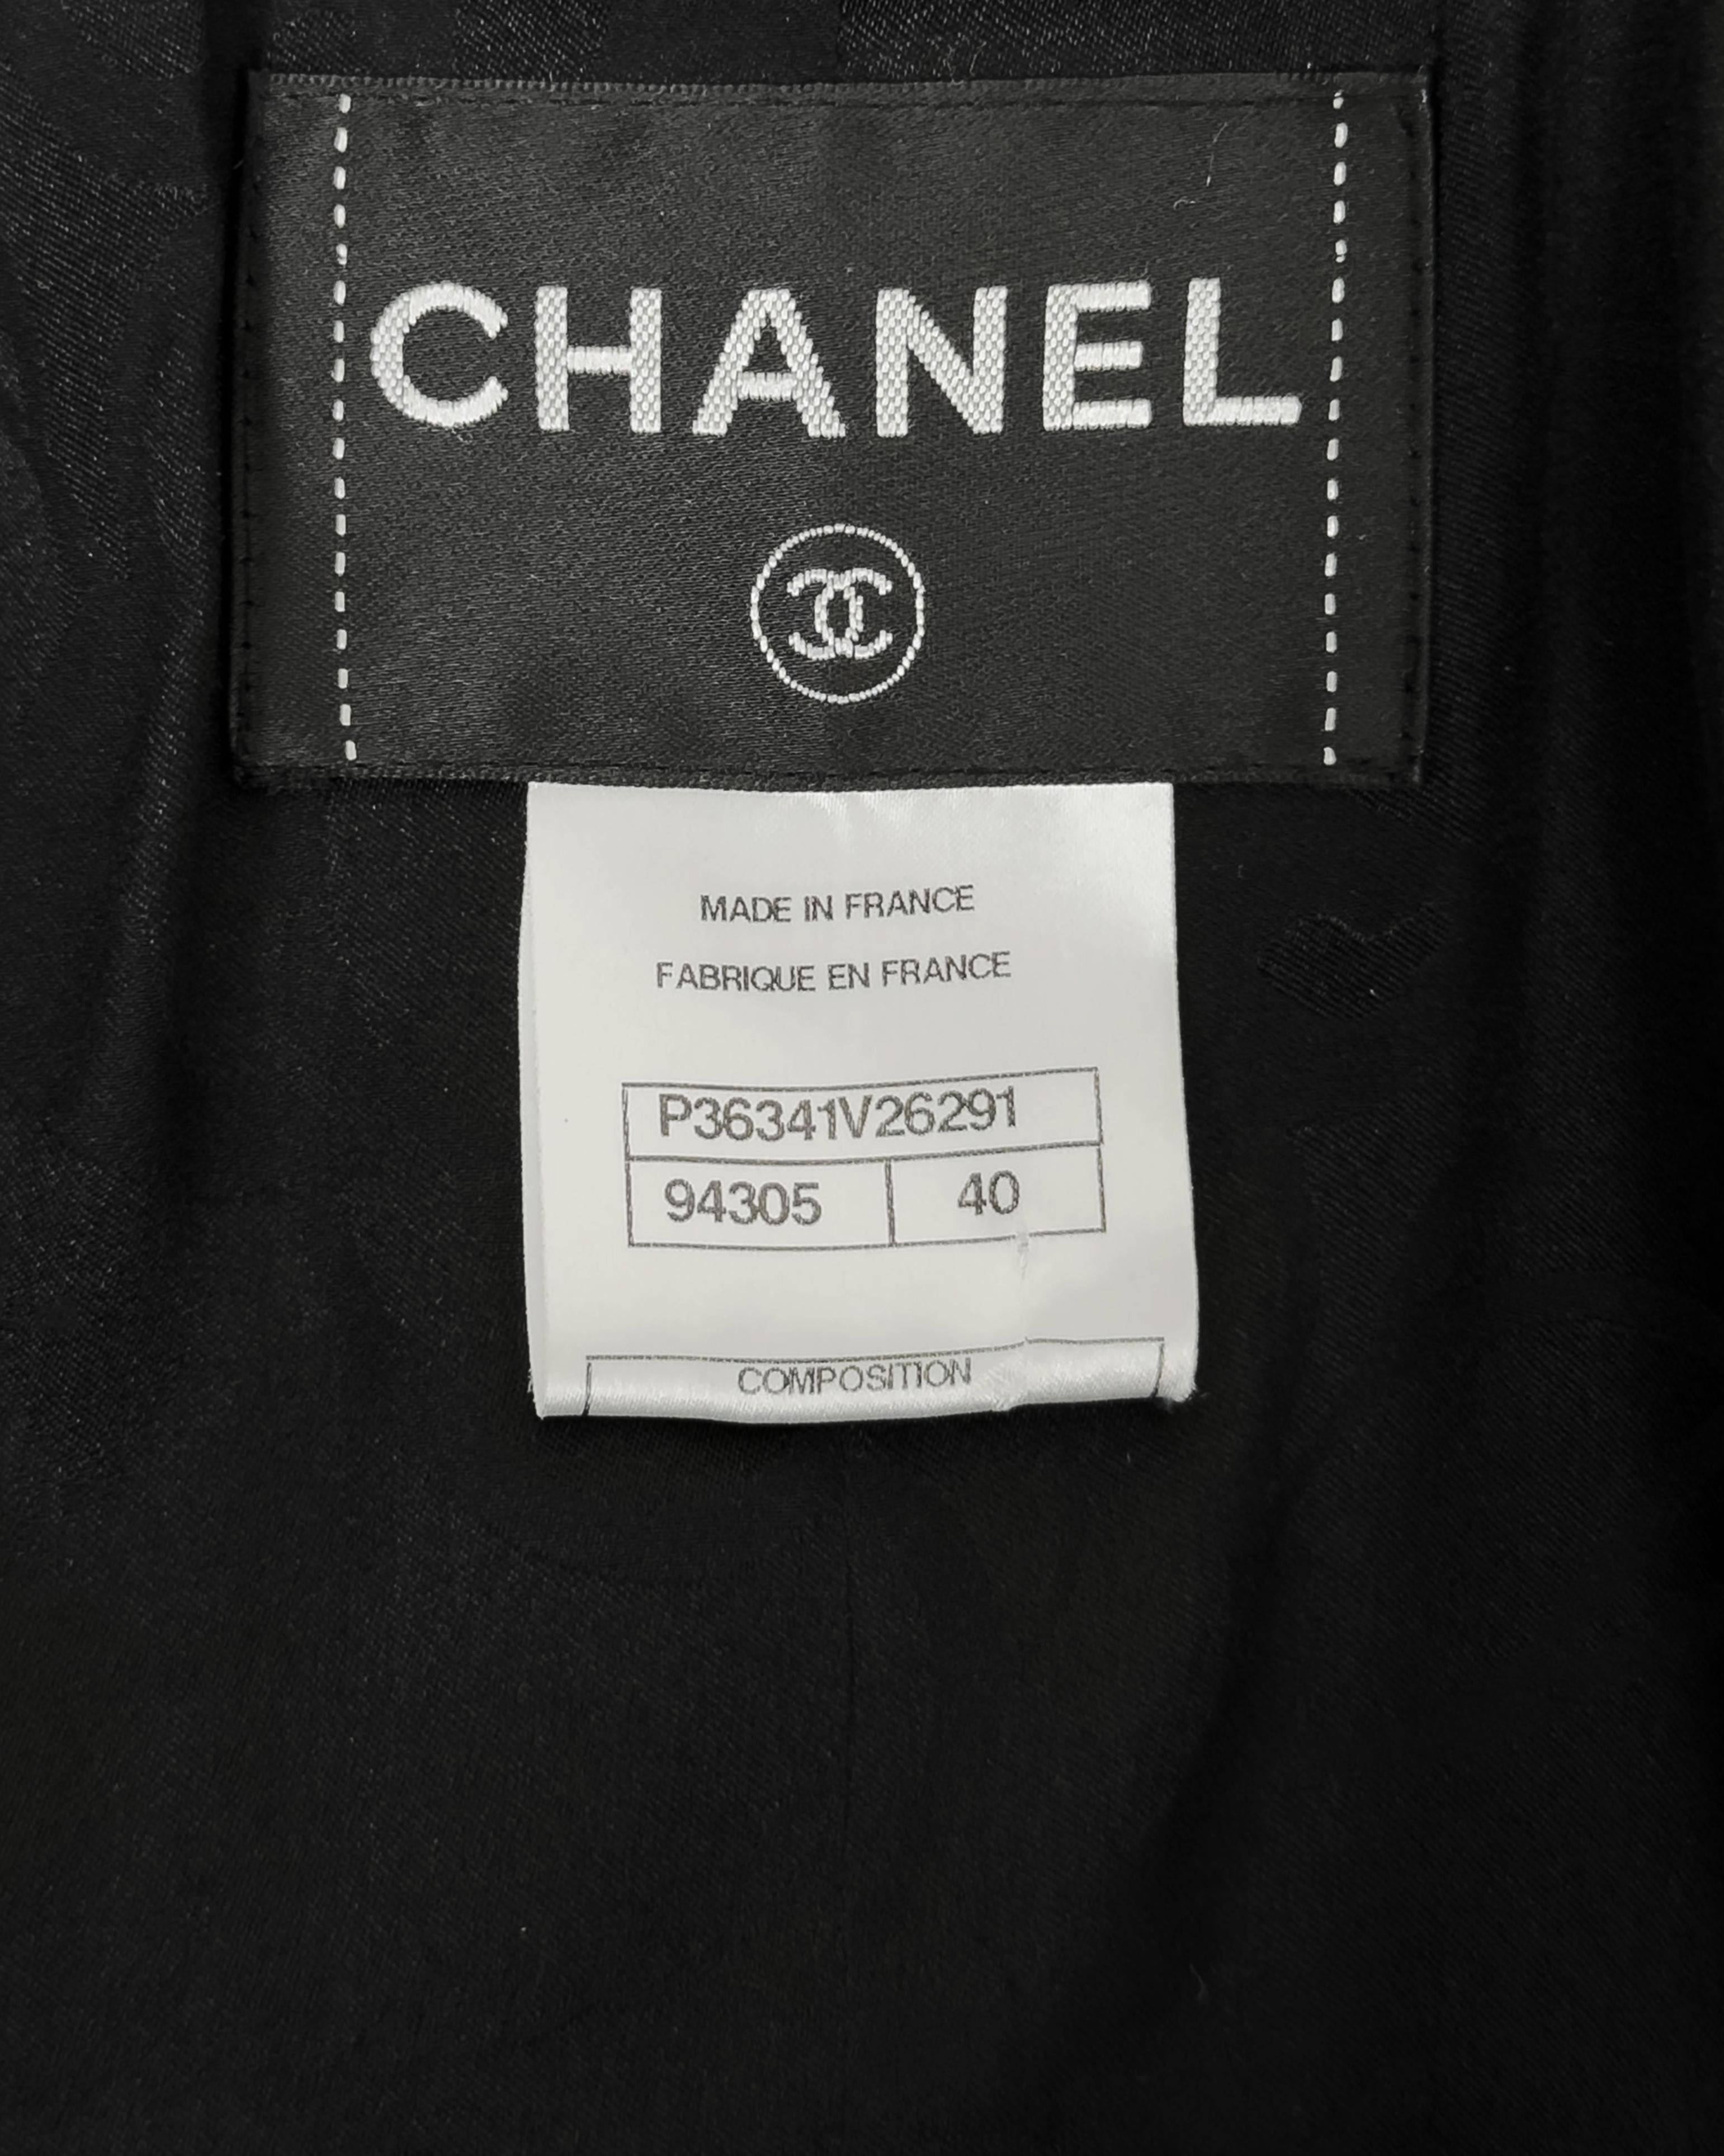 CHANEL
MADE IN FRANCE
FABRIQUE EN FRANCE
P36341V26291
94305 40
COMPOSITION